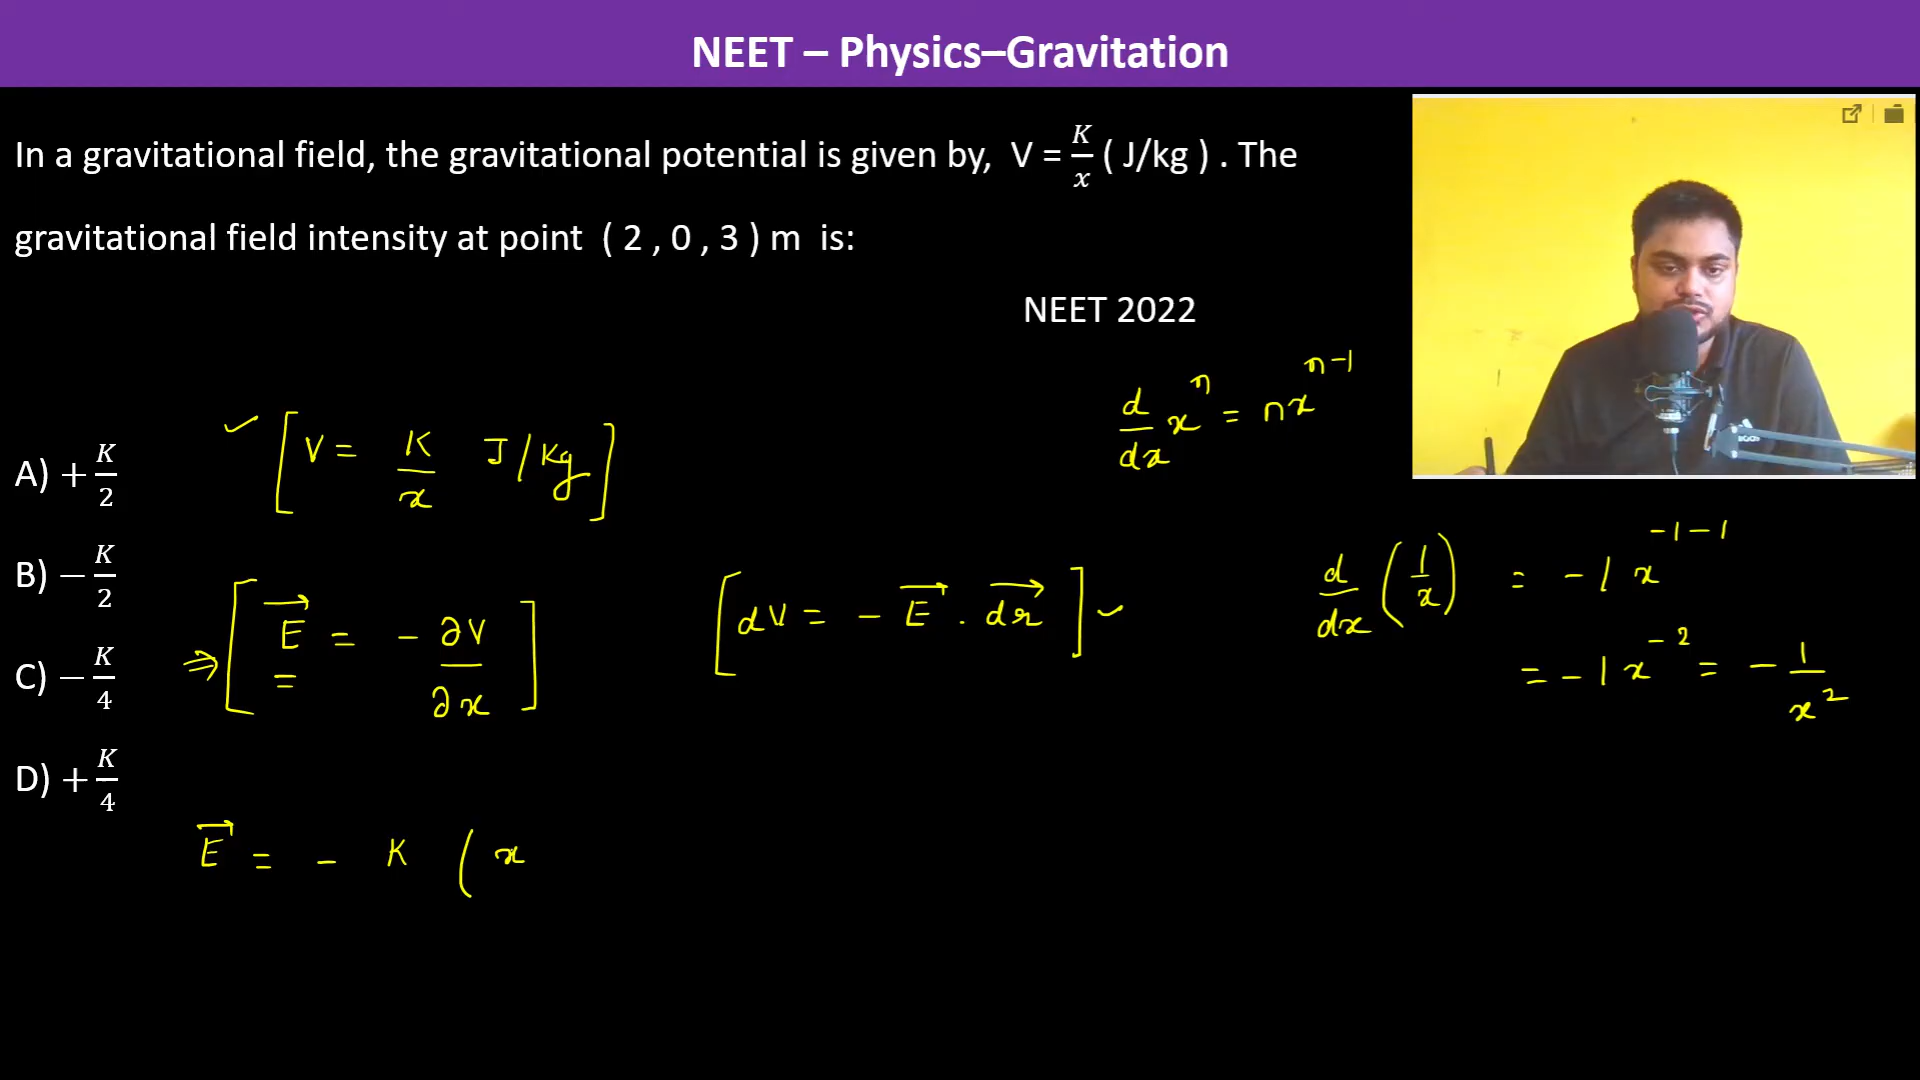 NEET – Physics–Gravitation
In a gravitational field, the gravitational potential is given by, V = K/x ( J/kg ) . The
gravitational field intensity at point ( 2 , 0 , 3 ) m is:
NEET 2022
d/dx x^n = nx^(n-1)
A) +K/2
B) −K/2
C) −K/4
D) +K/4
[V = K/x J/Kg]
⇒ [E⃗ = - ∂V/∂x]
[dV = - E⃗ . dr⃗]
d/dx (1/x) = -1 x^(-1-1)
= -1 x^(-2) = - 1/x²
E⃗ = - K ( x